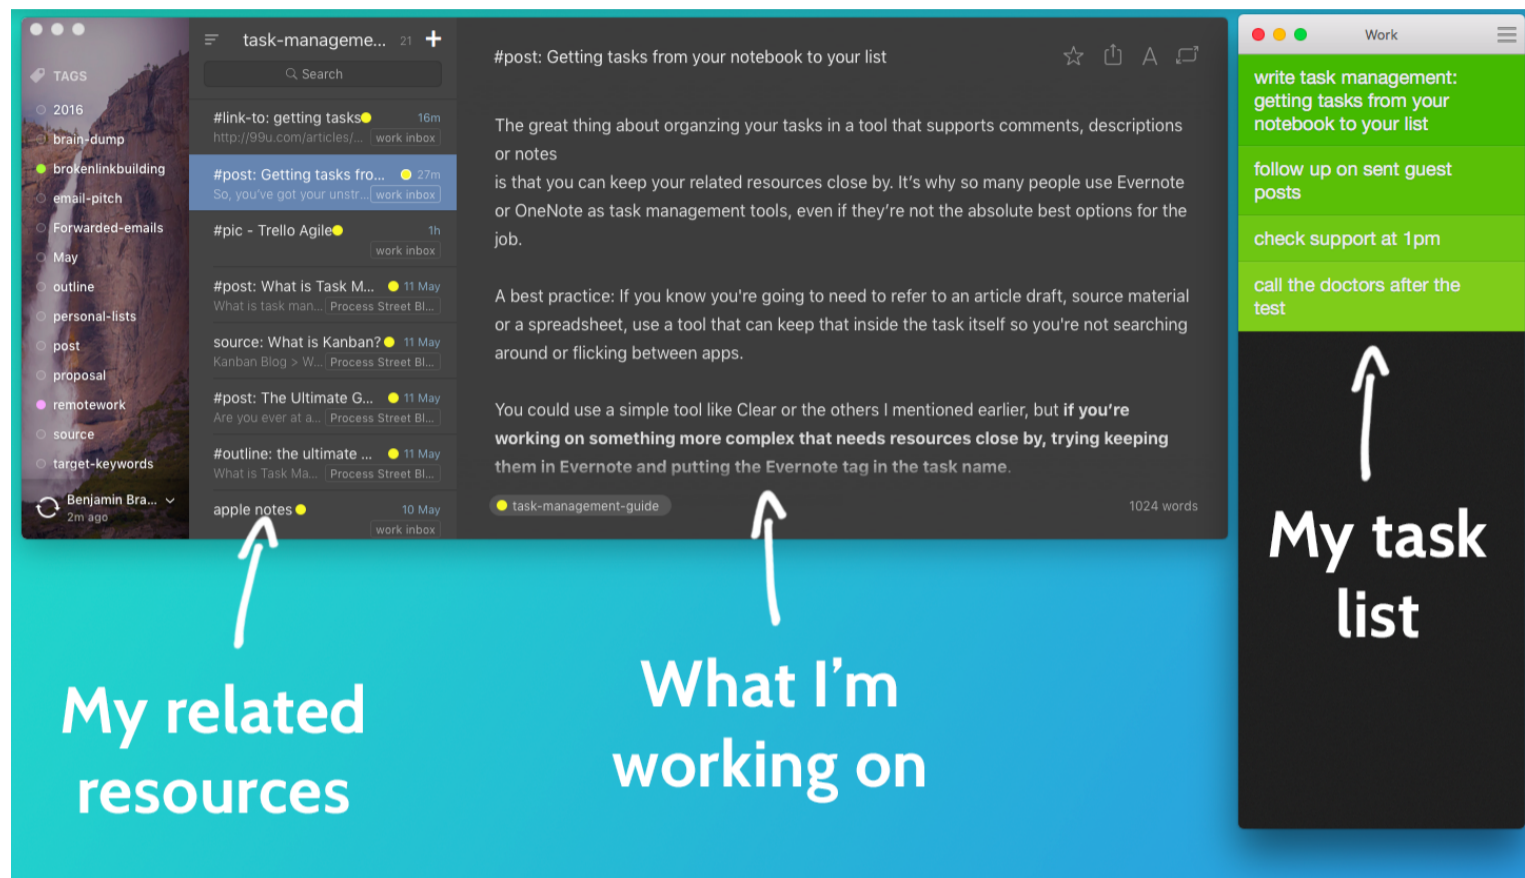 TAGS
2016
brain-dump
brokenlinkbuilding
email-pitch
Forwarded-emails
May
outline
personal-lists
post
proposal
remotework
source
target-keywords
Benjamin Bra...
2m ago
task-manageme... 21
Search
#link-to: getting tasks 16m
http://99u.com/articles/... work inbox
#post: Getting tasks fro... 27m
So, you've got your unstr... work inbox
#pic - Trello Agile 1h
work inbox
#post: What is Task M... 11 May
What is task man... Process Street Bl...
source: What is Kanban? 11 May
Kanban Blog > W... Process Street Bl...
#post: The Ultimate G... 11 May
Are you ever at a... Process Street Bl...
#outline: the ultimate ... 11 May
What is Task Ma... Process Street Bl...
apple notes 10 May
work inbox
#post: Getting tasks from your notebook to your list
The great thing about organzing your tasks in a tool that supports comments, descriptions
or notes
is that you can keep your related resources close by. It's why so many people use Evernote
or OneNote as task management tools, even if they're not the absolute best options for the
job.
A best practice: If you know you're going to need to refer to an article draft, source material
or a spreadsheet, use a tool that can keep that inside the task itself so you're not searching
around or flicking between apps.
You could use a simple tool like Clear or the others I mentioned earlier, but if you're
working on something more complex that needs resources close by, trying keeping
them in Evernote and putting the Evernote tag in the task name.
task-management-guide
1024 words
Work
write task management:
getting tasks from your
notebook to your list
follow up on sent guest
posts
check support at 1pm
call the doctors after the
test
My related
resources
What I'm
working on
My task
list